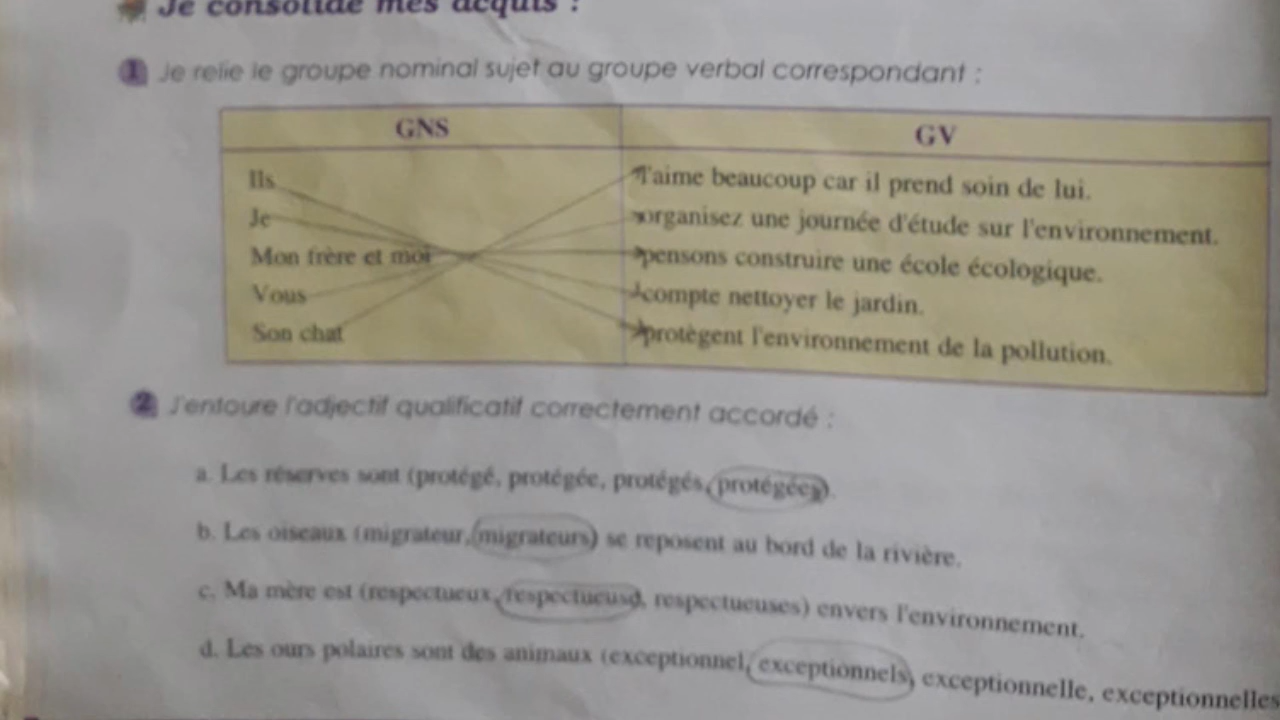 Je consolide mes acquis :
1 Je relie le groupe nominal sujet au groupe verbal correspondant :
GNS GV
Ils l'aime beaucoup car il prend soin de lui.
Je organisez une journée d'étude sur l'environnement.
Mon frère et moi pensons construire une école écologique.
Vous compte nettoyer le jardin.
Son chat protègent l'environnement de la pollution.
2 J'entoure l'adjectif qualificatif correctement accordé :
a. Les réserves sont (protégé, protégée, protégés, protégées).
b. Les oiseaux (migrateur, migrateurs) se reposent au bord de la rivière.
c. Ma mère est (respectueux, respectueuse, respectueuses) envers l'environnement.
d. Les ours polaires sont des animaux (exceptionnel, exceptionnels, exceptionnelle, exceptionnelles